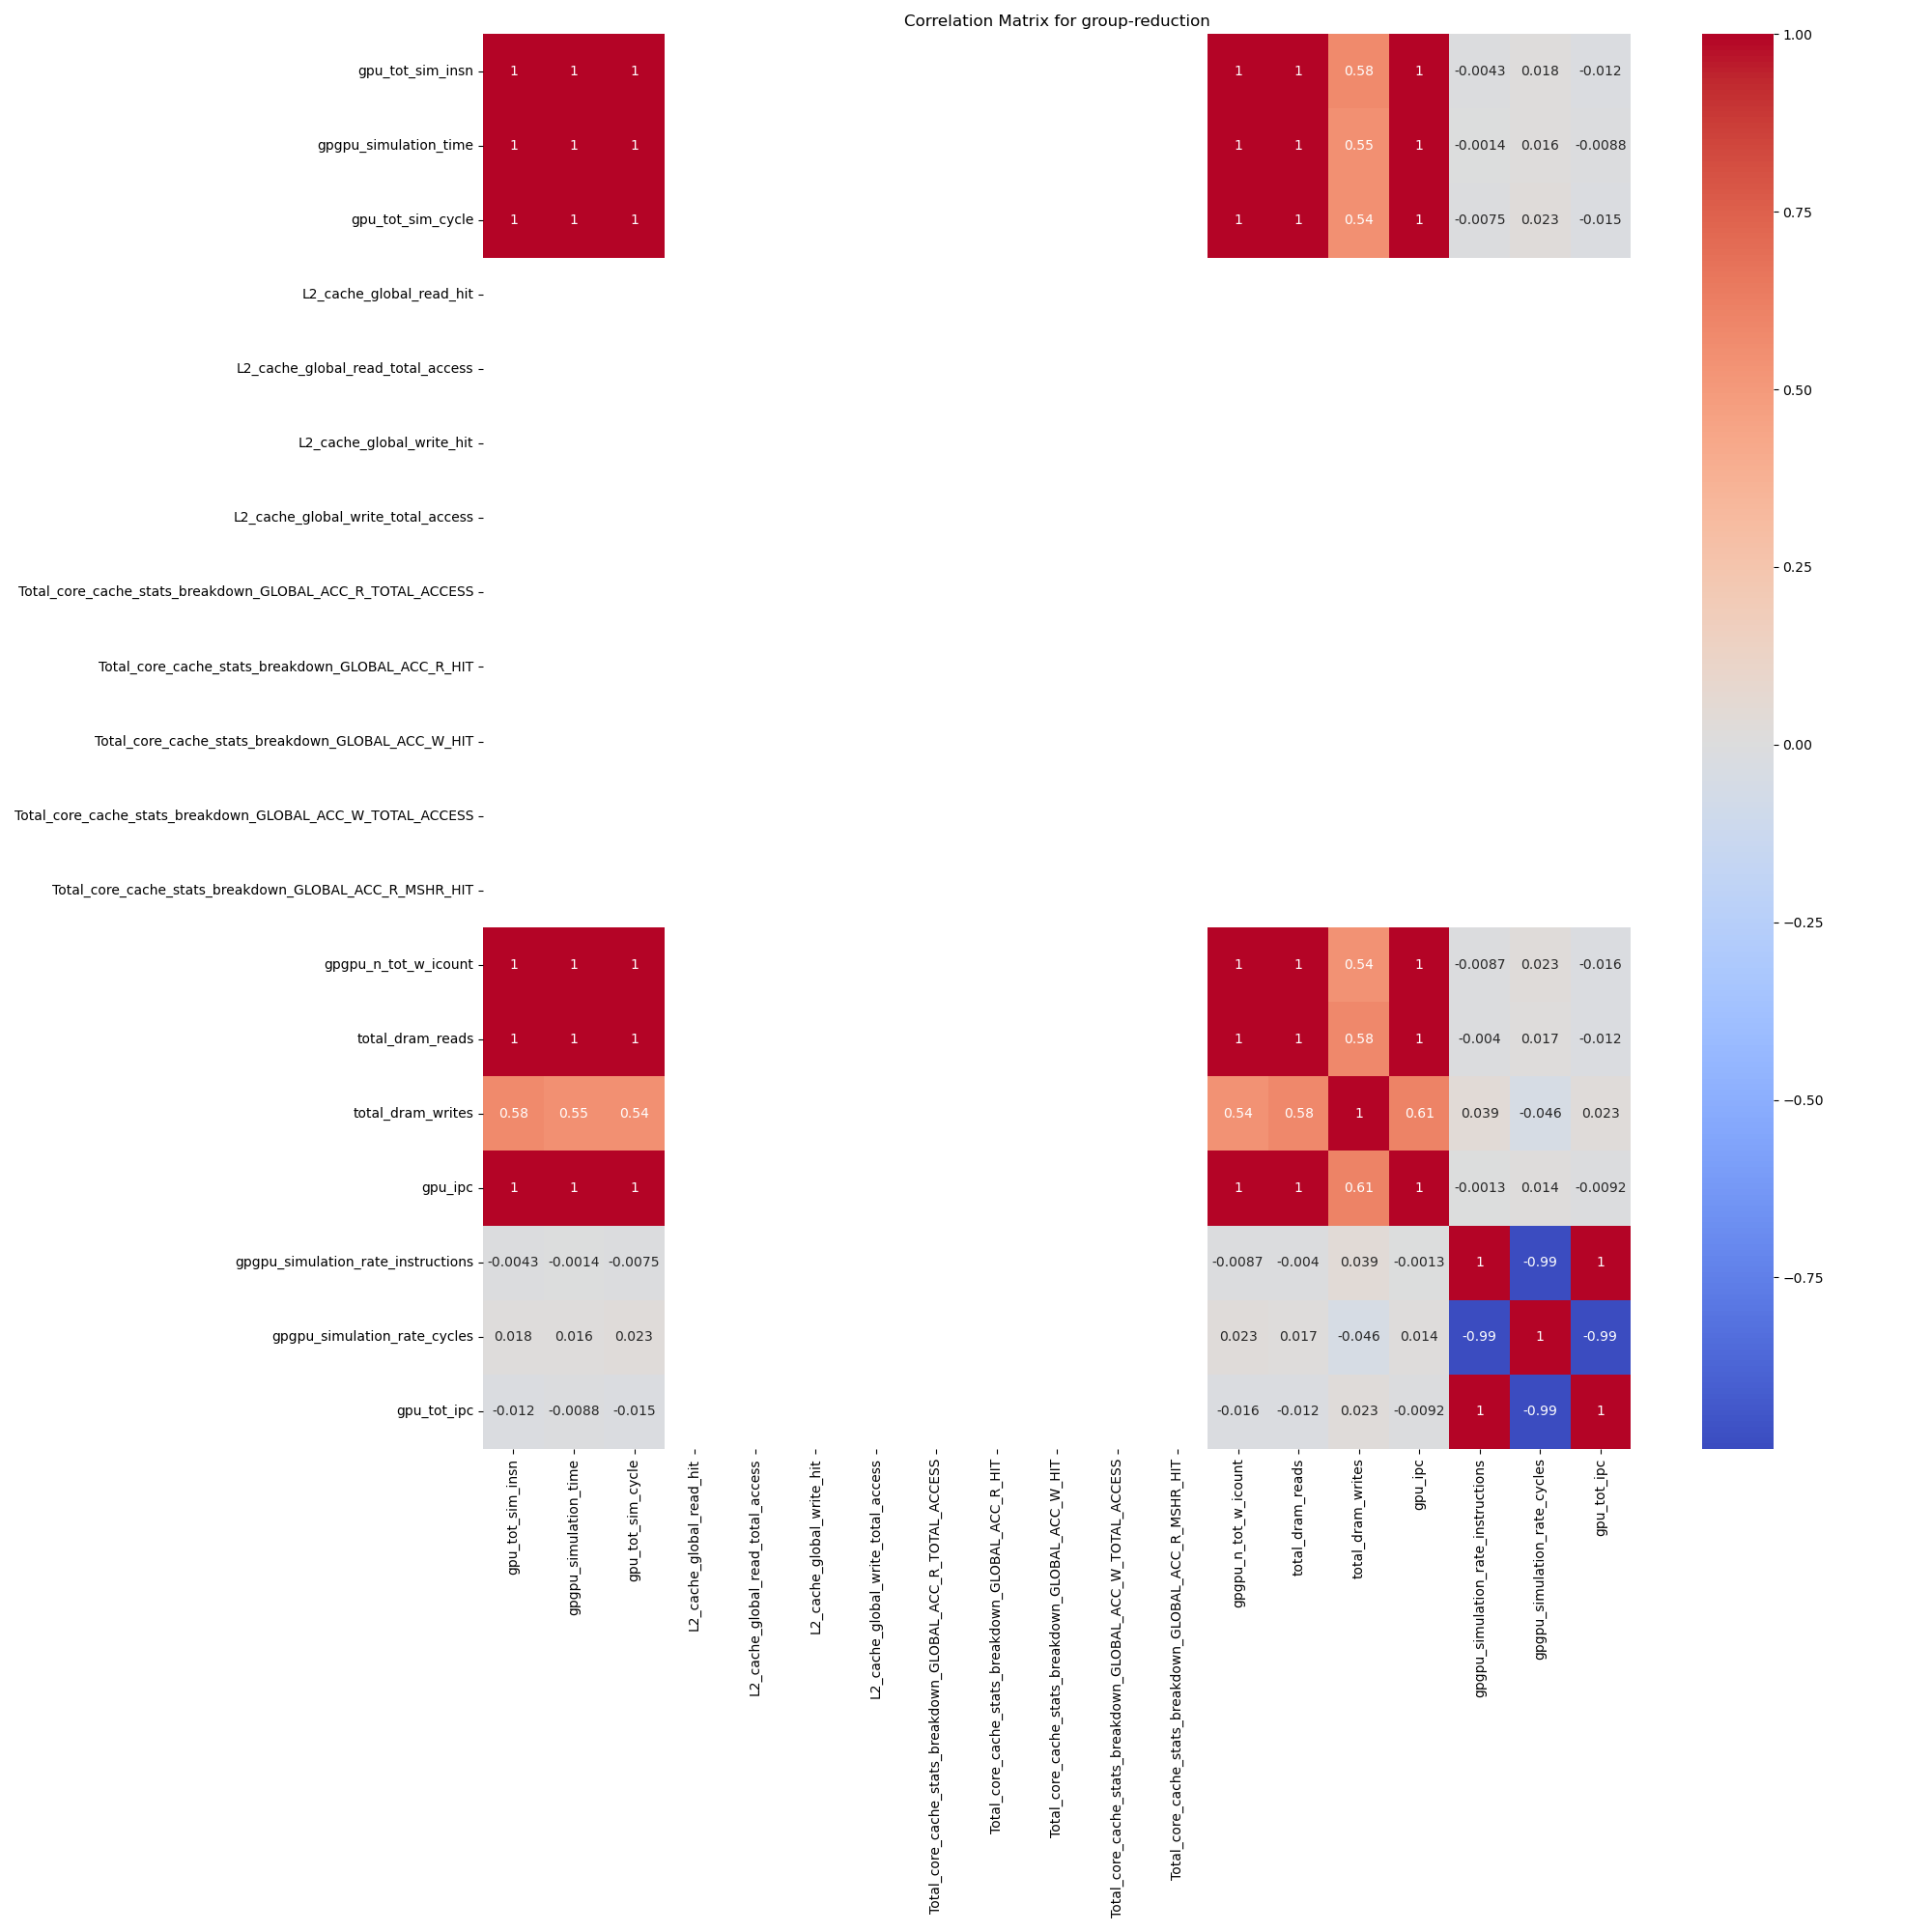 Correlation Matrix for group-reduction
gpu_tot_sim_insn 1 1 1 1 1 0.58 1 -0.0043 0.018 -0.012
gpgpu_simulation_time 1 1 1 1 1 0.55 1 -0.0014 0.016 -0.0088
gpu_tot_sim_cycle 1 1 1 1 1 0.54 1 -0.0075 0.023 -0.015
L2_cache_global_read_hit
L2_cache_global_read_total_access
L2_cache_global_write_hit
L2_cache_global_write_total_access
Total_core_cache_stats_breakdown_GLOBAL_ACC_R_TOTAL_ACCESS
Total_core_cache_stats_breakdown_GLOBAL_ACC_R_HIT
Total_core_cache_stats_breakdown_GLOBAL_ACC_W_HIT
Total_core_cache_stats_breakdown_GLOBAL_ACC_W_TOTAL_ACCESS
Total_core_cache_stats_breakdown_GLOBAL_ACC_R_MSHR_HIT
gpgpu_n_tot_w_icount 1 1 1 1 1 0.54 1 -0.0087 0.023 -0.016
total_dram_reads 1 1 1 1 1 0.58 1 -0.004 0.017 -0.012
total_dram_writes 0.58 0.55 0.54 0.54 0.58 1 0.61 0.039 -0.046 0.023
gpu_ipc 1 1 1 1 1 0.61 1 -0.0013 0.014 -0.0092
gpgpu_simulation_rate_instructions -0.0043 -0.0014 -0.0075 -0.0087 -0.004 0.039 -0.0013 1 -0.99 1
gpgpu_simulation_rate_cycles 0.018 0.016 0.023 0.023 0.017 -0.046 0.014 -0.99 1 -0.99
gpu_tot_ipc -0.012 -0.0088 -0.015 -0.016 -0.012 0.023 -0.0092 1 -0.99 1
gpu_tot_sim_insn
gpgpu_simulation_time
gpu_tot_sim_cycle
L2_cache_global_read_hit
L2_cache_global_read_total_access
L2_cache_global_write_hit
L2_cache_global_write_total_access
Total_core_cache_stats_breakdown_GLOBAL_ACC_R_TOTAL_ACCESS
Total_core_cache_stats_breakdown_GLOBAL_ACC_R_HIT
Total_core_cache_stats_breakdown_GLOBAL_ACC_W_HIT
Total_core_cache_stats_breakdown_GLOBAL_ACC_W_TOTAL_ACCESS
Total_core_cache_stats_breakdown_GLOBAL_ACC_R_MSHR_HIT
gpgpu_n_tot_w_icount
total_dram_reads
total_dram_writes
gpu_ipc
gpgpu_simulation_rate_instructions
gpgpu_simulation_rate_cycles
gpu_tot_ipc
1.00
0.75
0.50
0.25
0.00
−0.25
−0.50
−0.75